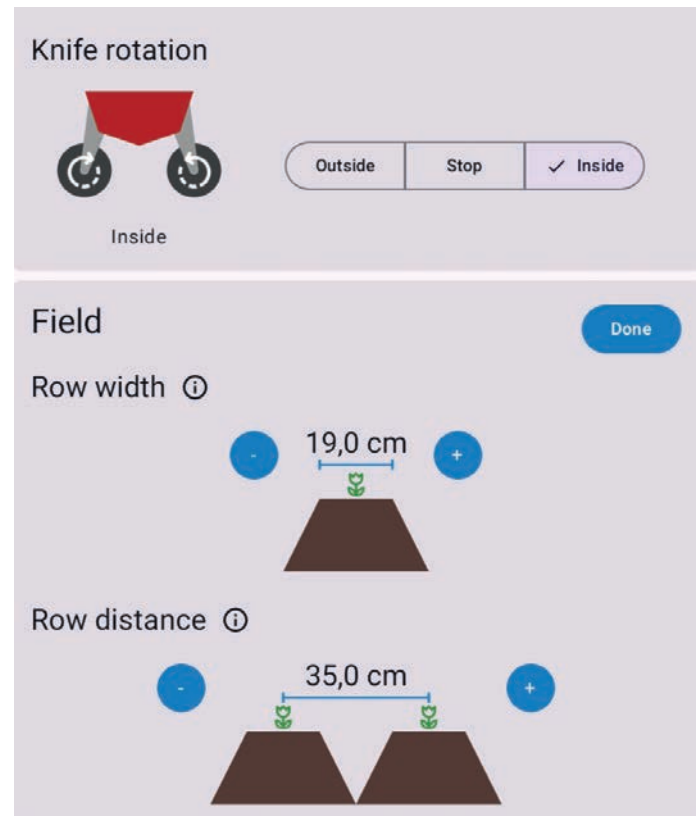 Knife rotation
Outside
Stop
Inside
Inside
Field
Done
Row width
- 19,0 cm +
Row distance
- 35,0 cm +